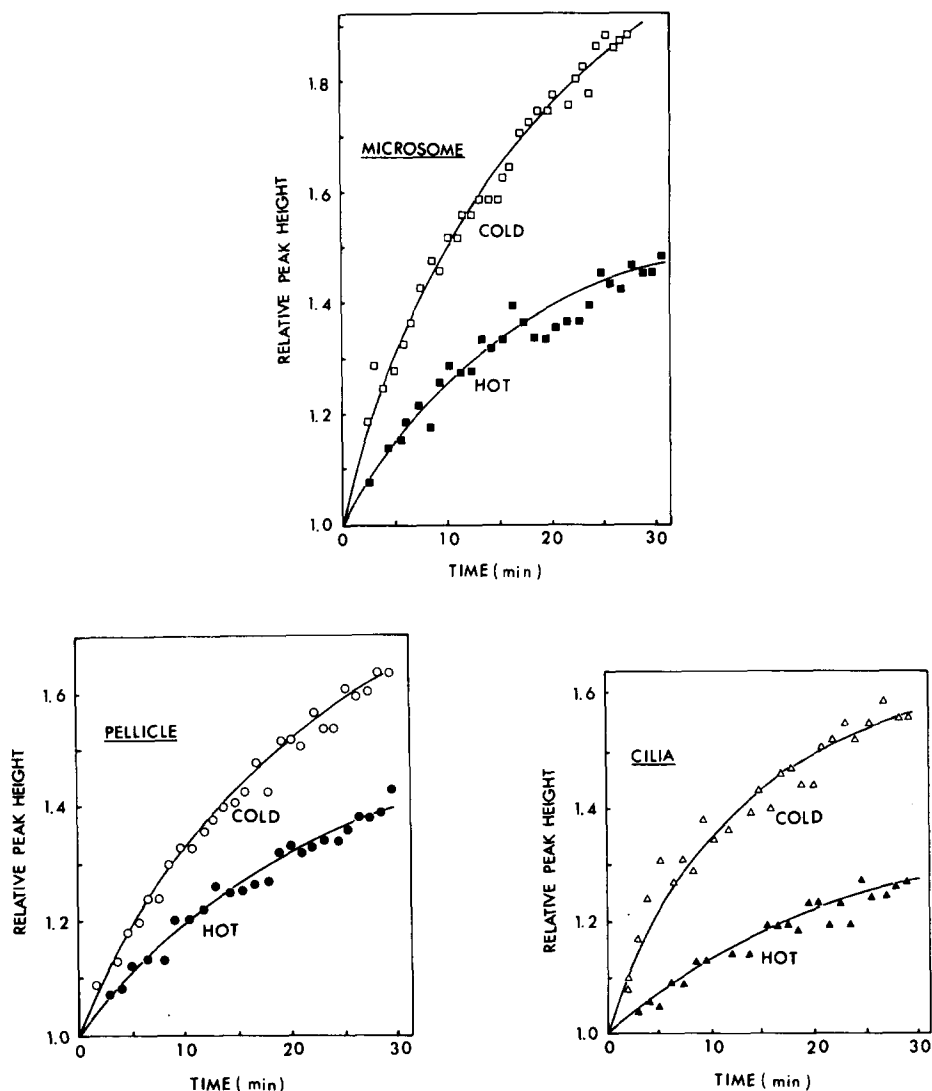 MICROSOME
RELATIVE PEAK HEIGHT
1.8
1.6
1.4
1.2
1.0
COLD
HOT
0 10 20 30
TIME (min)
PELLICLE
RELATIVE PEAK HEIGHT
1.6
1.4
1.2
1.0
COLD
HOT
0 10 20 30
TIME (min)
CILIA
RELATIVE PEAK HEIGHT
1.6
1.4
1.2
1.0
COLD
HOT
0 10 20 30
TIME (min)